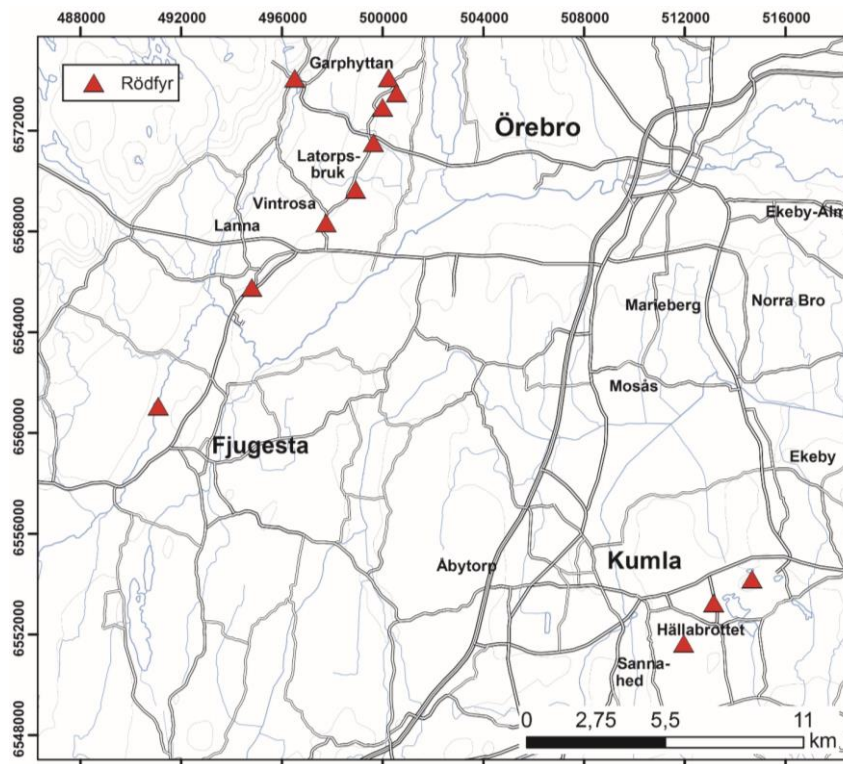 488000 492000 496000 500000 504000 508000 512000 516000
Rödfyr
Garphyttan
6572000
Örebro
Latorps-
bruk
Vintrosa
Lanna
6568000
Ekeby-Alm
Marieberg
Norra Bro
6564000
Mosås
6560000
Fjugesta
Ekeby
6556000
Åbytorp
Kumla
6552000
Hällabrottet
Sanna-
hed
6548000
0 2,75 5,5 11
km